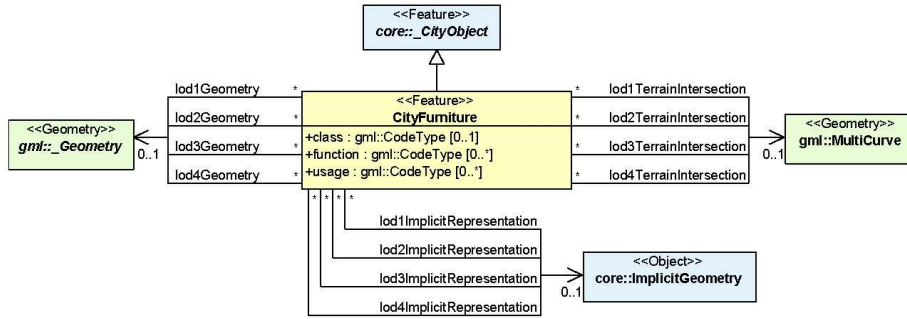 <<Feature>>
core::_CityObject
lod1Geometry
*
lod2Geometry
*
lod3Geometry
*
lod4Geometry
*
<<Geometry>>
gml::_Geometry
0..1
<<Feature>>
CityFurniture
+class : gml::CodeType [0..1]
+function : gml::CodeType [0..*]
+usage : gml::CodeType [0..*]
*
lod1TerrainIntersection
*
lod2TerrainIntersection
*
lod3TerrainIntersection
*
lod4TerrainIntersection
<<Geometry>>
gml::MultiCurve
0..1
* * * *
lod1ImplicitRepresentation
lod2ImplicitRepresentation
lod3ImplicitRepresentation
lod4ImplicitRepresentation
<<Object>>
core::ImplicitGeometry
0..1